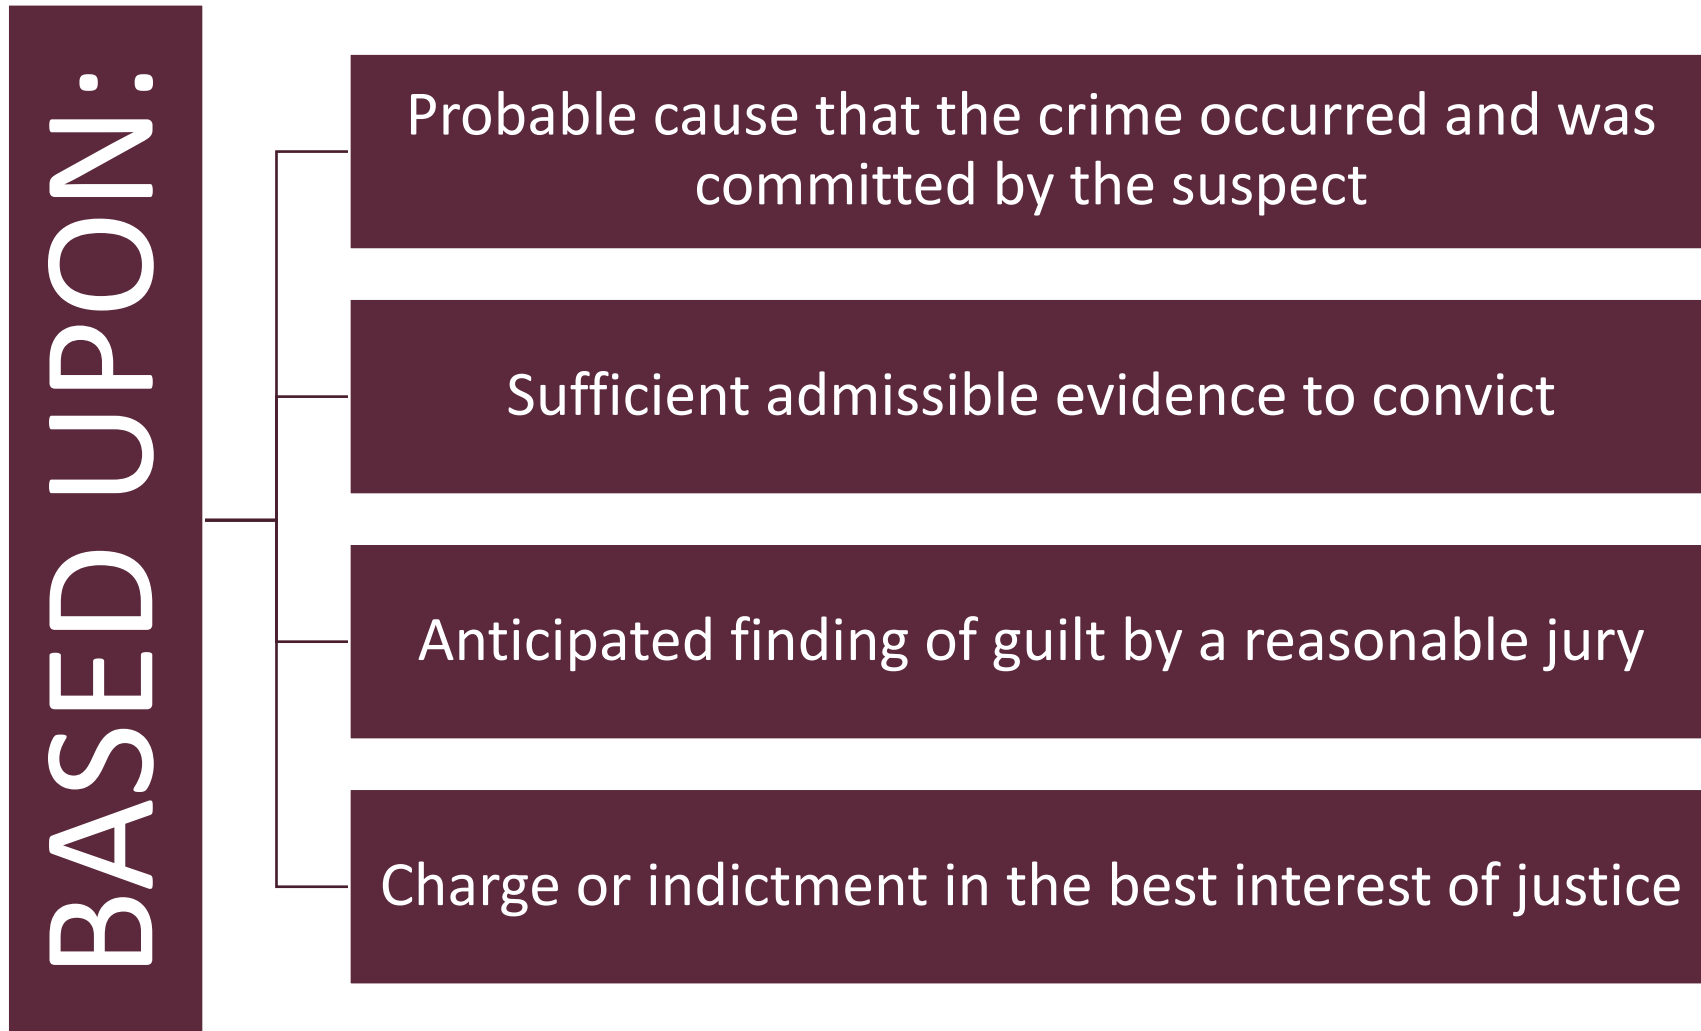 BASED UPON:
Probable cause that the crime occurred and was
committed by the suspect
Sufficient admissible evidence to convict
Anticipated finding of guilt by a reasonable jury
Charge or indictment in the best interest of justice